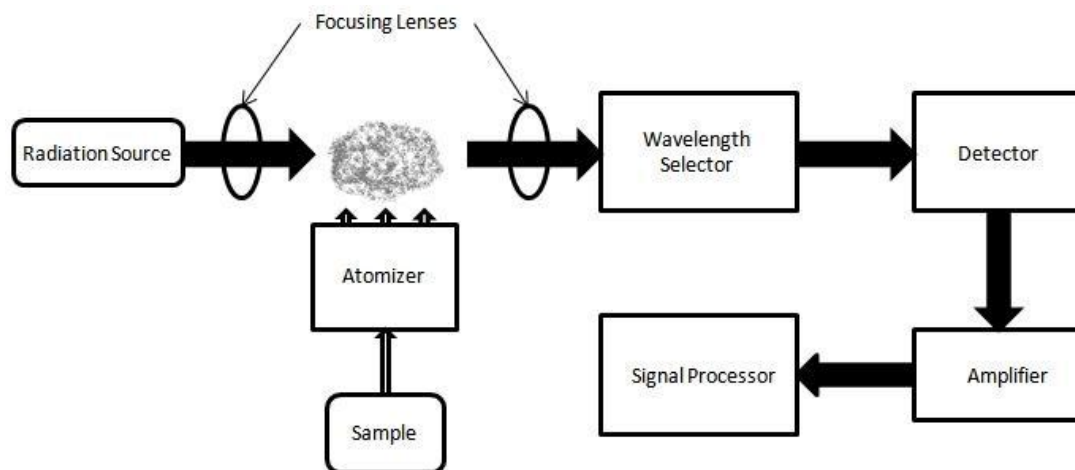 Focusing Lenses
Radiation Source
Wavelength
Selector
Detector
Atomizer
Signal Processor
Amplifier
Sample